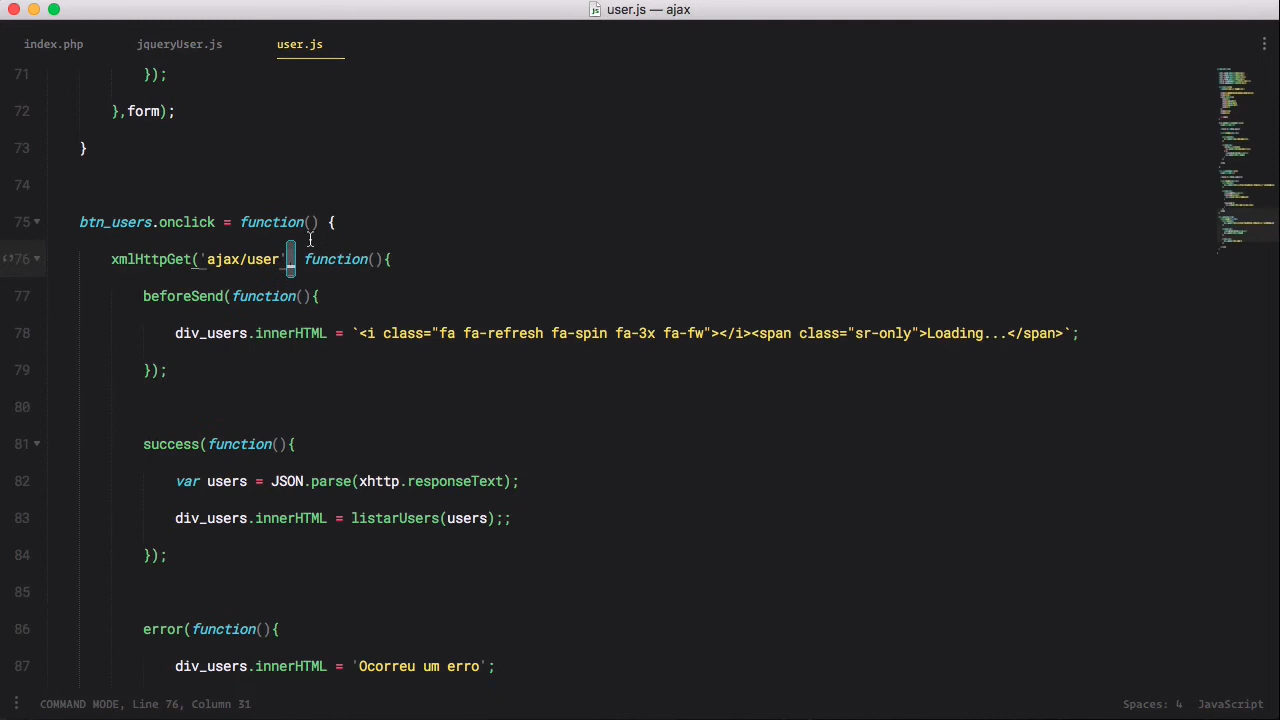 user.js — ajax
index.php jqueryUser.js user.js
71 });
72 },form);
73 }
74
75 btn_users.onclick = function() {
76 xmlHttpGet('ajax/user', function(){
77 beforeSend(function(){
78 div_users.innerHTML = `<i class="fa fa-refresh fa-spin fa-3x fa-fw"></i><span class="sr-only">Loading...</span>`;
79 });
80
81 success(function(){
82 var users = JSON.parse(xhttp.responseText);
83 div_users.innerHTML = listarUsers(users);;
84 });
85
86 error(function(){
87 div_users.innerHTML = 'Ocorreu um erro';
COMMAND MODE, Line 76, Column 31 Spaces: 4 JavaScript